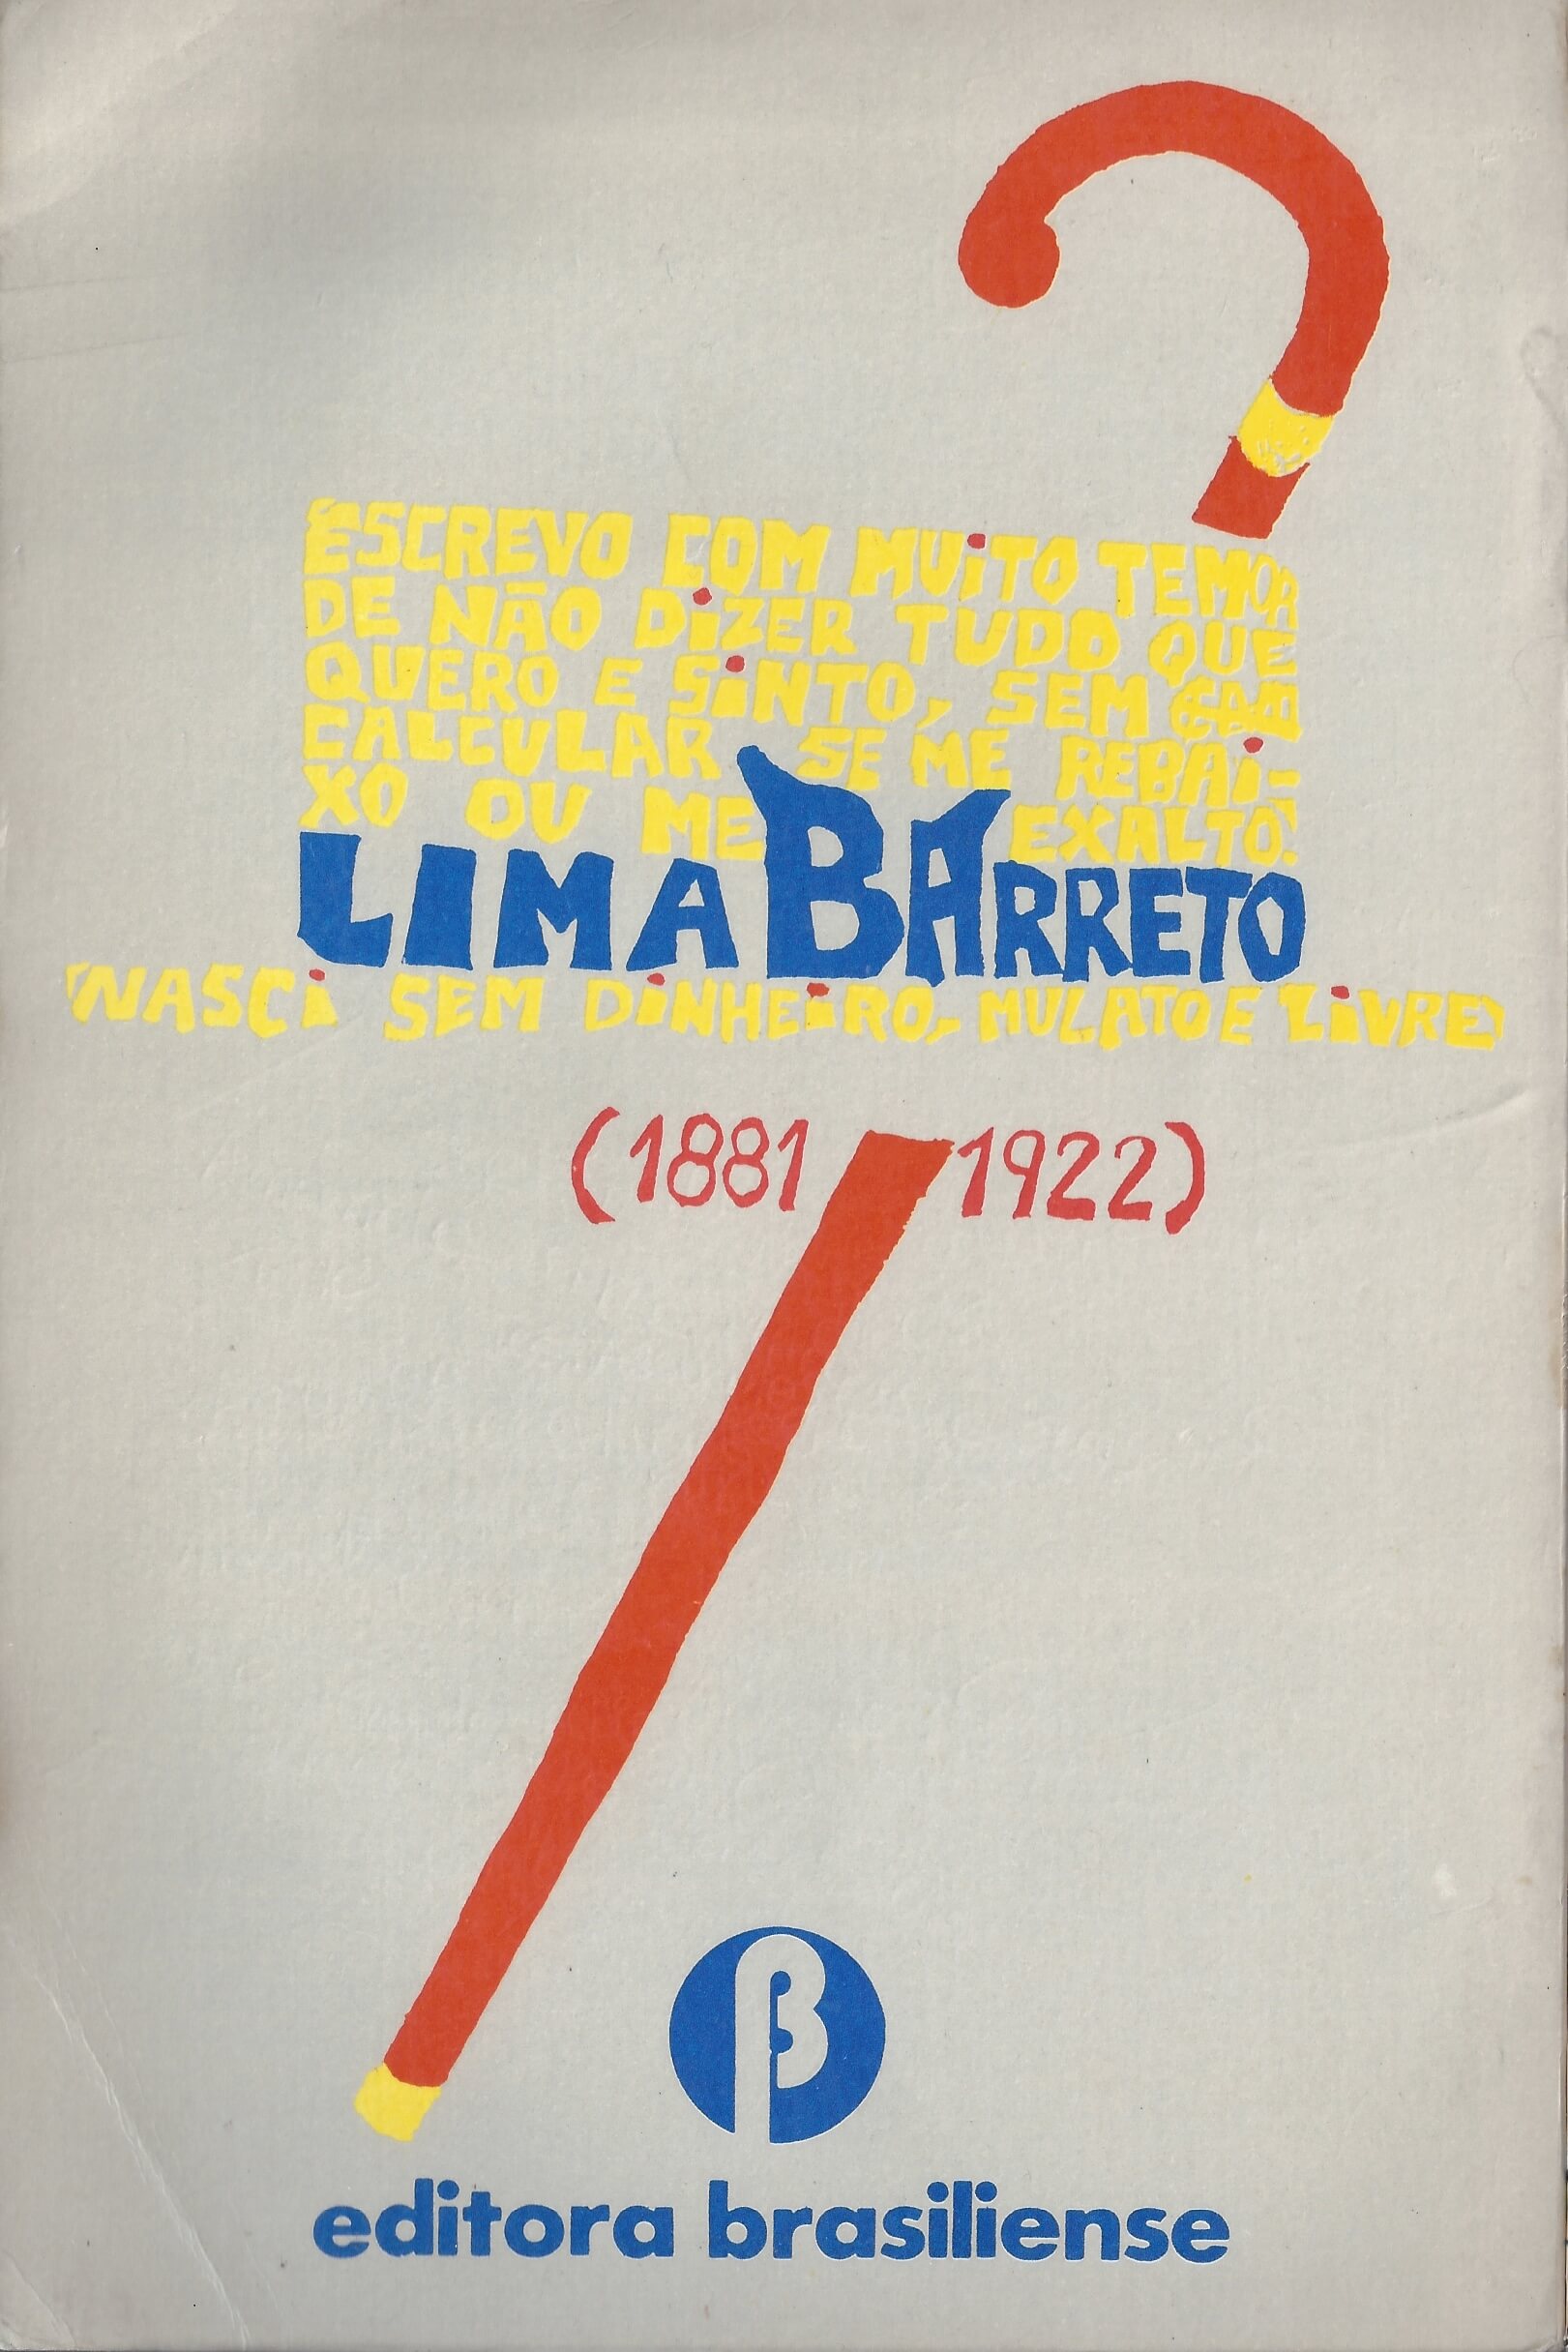 "ESCREVO COM MUiTO TEMOR
DE NÃO DiZER TUDO QUE
QUERO E SiNTO, SEM
CALCULAR SE ME REBAi-
XO OU ME EXALTO."
LIMA BARRETO
"NASCi SEM DiNHEiRO, MULATO E LiVRE"
(1881 1922)
β
editora brasiliense